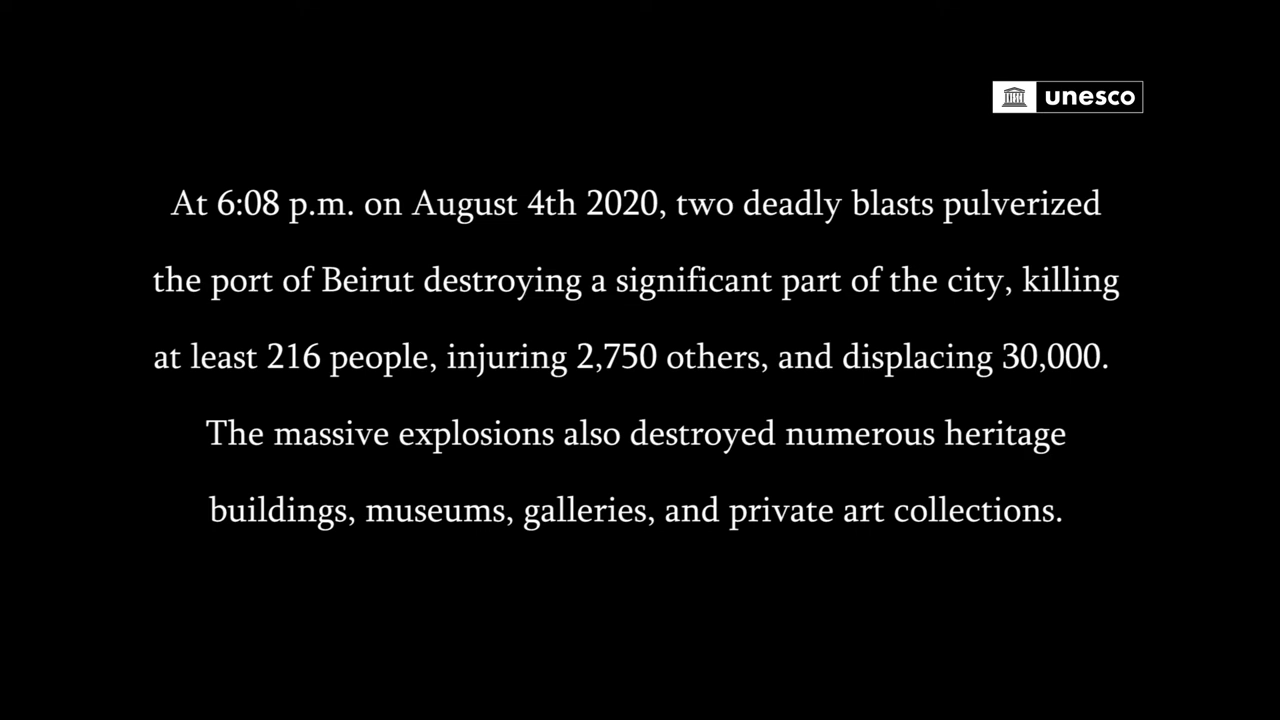 unesco
At 6:08 p.m. on August 4th 2020, two deadly blasts pulverized
the port of Beirut destroying a significant part of the city, killing
at least 216 people, injuring 2,750 others, and displacing 30,000.
The massive explosions also destroyed numerous heritage
buildings, museums, galleries, and private art collections.